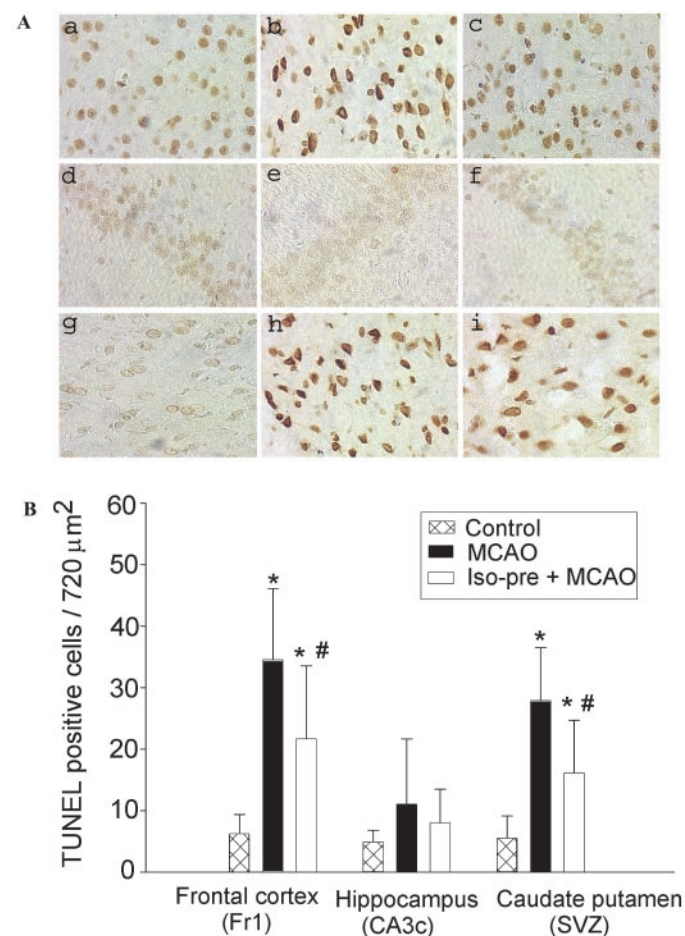 A
a
b
c
d
e
f
g
h
i
B
60
50
40
30
20
10
0
TUNEL positive cells / 720 µm²
Control
MCAO
Iso-pre + MCAO
*
* #
*
* #
Frontal cortex
(Fr1)
Hippocampus
(CA3c)
Caudate putamen
(SVZ)